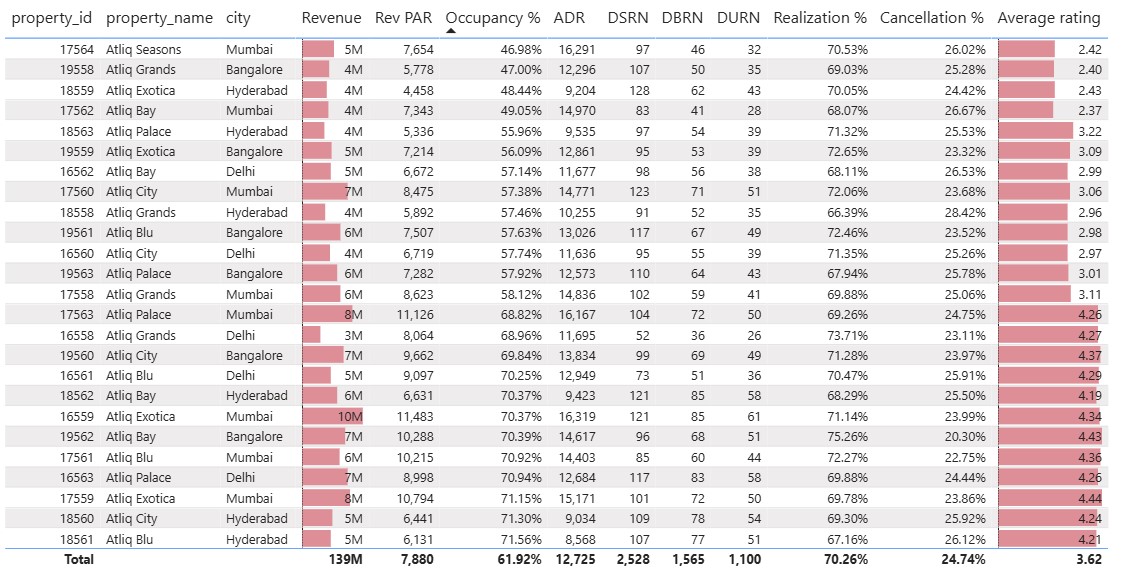 property_id property_name city Revenue Rev PAR Occupancy % ADR DSRN DBRN DURN Realization % Cancellation % Average rating
17564 Atliq Seasons Mumbai 5M 7,654 46.98% 16,291 97 46 32 70.53% 26.02% 2.42
19558 Atliq Grands Bangalore 4M 5,778 47.00% 12,296 107 50 35 69.03% 25.28% 2.40
18559 Atliq Exotica Hyderabad 4M 4,458 48.44% 9,204 128 62 43 70.05% 24.42% 2.43
17562 Atliq Bay Mumbai 4M 7,343 49.05% 14,970 83 41 28 68.07% 26.67% 2.37
18563 Atliq Palace Hyderabad 4M 5,336 55.96% 9,535 97 54 39 71.32% 25.53% 3.22
19559 Atliq Exotica Bangalore 5M 7,214 56.09% 12,861 95 53 39 72.65% 23.32% 3.09
16562 Atliq Bay Delhi 5M 6,672 57.14% 11,677 98 56 38 68.11% 26.53% 2.99
17560 Atliq City Mumbai 7M 8,475 57.38% 14,771 123 71 51 72.06% 23.68% 3.06
18558 Atliq Grands Hyderabad 4M 5,892 57.46% 10,255 91 52 35 66.39% 28.42% 2.96
19561 Atliq Blu Bangalore 6M 7,507 57.63% 13,026 117 67 49 72.46% 23.52% 2.98
16560 Atliq City Delhi 4M 6,719 57.74% 11,636 95 55 39 71.35% 25.26% 2.97
19563 Atliq Palace Bangalore 6M 7,282 57.92% 12,573 110 64 43 67.94% 25.78% 3.01
17558 Atliq Grands Mumbai 6M 8,623 58.12% 14,836 102 59 41 69.88% 25.06% 3.11
17563 Atliq Palace Mumbai 8M 11,126 68.82% 16,167 104 72 50 69.26% 24.75% 4.26
16558 Atliq Grands Delhi 3M 8,064 68.96% 11,695 52 36 26 73.71% 23.11% 4.27
19560 Atliq City Bangalore 7M 9,662 69.84% 13,834 99 69 49 71.28% 23.97% 4.37
16561 Atliq Blu Delhi 5M 9,097 70.25% 12,949 73 51 36 70.47% 25.91% 4.29
18562 Atliq Bay Hyderabad 6M 6,631 70.37% 9,423 121 85 58 68.29% 25.50% 4.19
16559 Atliq Exotica Mumbai 10M 11,483 70.37% 16,319 121 85 61 71.14% 23.99% 4.34
19562 Atliq Bay Bangalore 7M 10,288 70.39% 14,617 96 68 51 75.26% 20.30% 4.43
17561 Atliq Blu Mumbai 6M 10,215 70.92% 14,403 85 60 44 72.27% 22.75% 4.36
16563 Atliq Palace Delhi 7M 8,998 70.94% 12,684 117 83 58 69.88% 24.44% 4.26
17559 Atliq Exotica Mumbai 8M 10,794 71.15% 15,171 101 72 50 69.78% 23.86% 4.44
18560 Atliq City Hyderabad 5M 6,441 71.30% 9,034 109 78 54 69.30% 25.92% 4.24
18561 Atliq Blu Hyderabad 5M 6,131 71.56% 8,568 107 77 51 67.16% 26.12% 4.21
Total 139M 7,880 61.92% 12,725 2,528 1,565 1,100 70.26% 24.74% 3.62